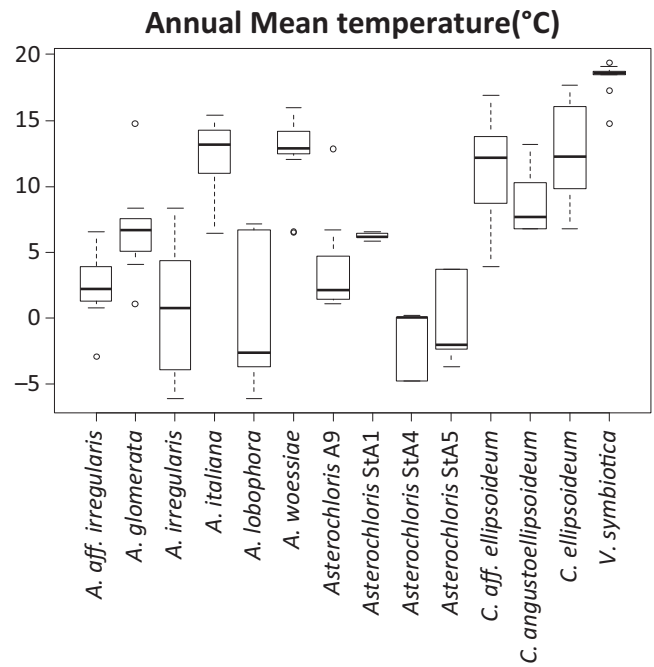 Annual Mean temperature(°C)
20
15
10
5
0
−5
A. aff. irregularis
A. glomerata
A. irregularis
A. italiana
A. lobophora
A. woessiae
Asterochloris A9
Asterochloris StA1
Asterochloris StA4
Asterochloris StA5
C. aff. ellipsoideum
C. angustoellipsoideum
C. ellipsoideum
V. symbiotica